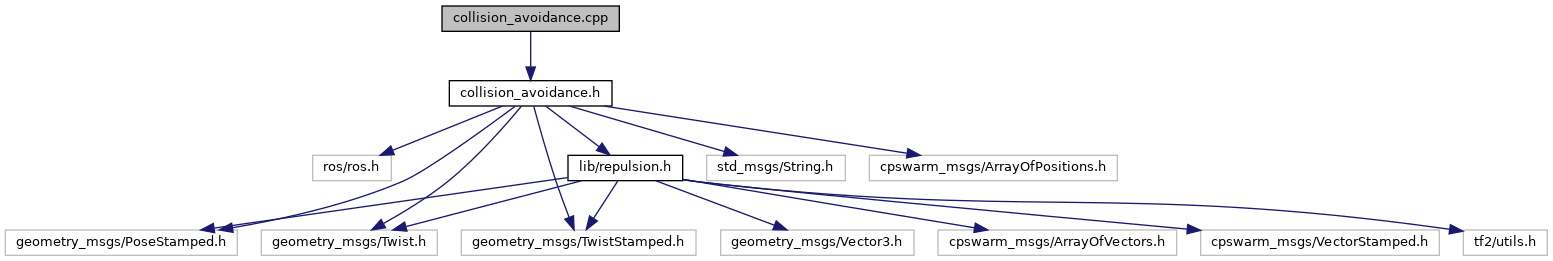 collision_avoidance.cpp
collision_avoidance.h
ros/ros.h
lib/repulsion.h
std_msgs/String.h
cpswarm_msgs/ArrayOfPositions.h
geometry_msgs/PoseStamped.h
geometry_msgs/Twist.h
geometry_msgs/TwistStamped.h
geometry_msgs/Vector3.h
cpswarm_msgs/ArrayOfVectors.h
cpswarm_msgs/VectorStamped.h
tf2/utils.h